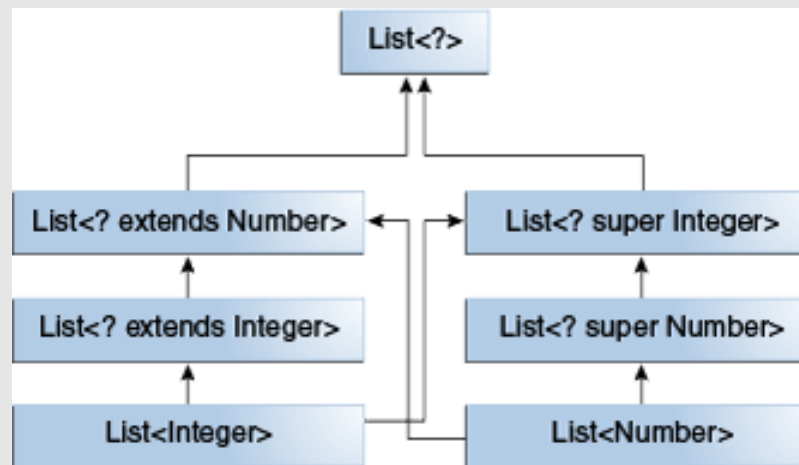 List<?>
List<? extends Number>
List<? super Integer>
List<? extends Integer>
List<? super Number>
List<Integer>
List<Number>